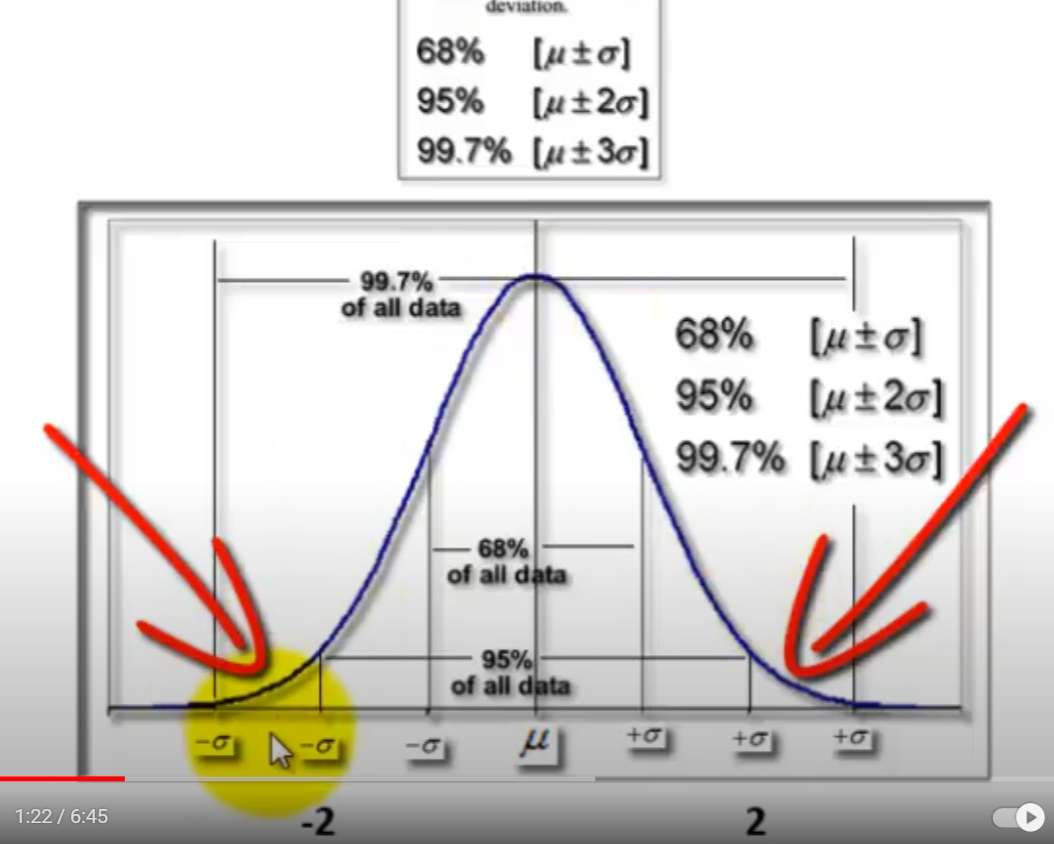 deviation.
68% [μ ± σ]
95% [μ ± 2σ]
99.7% [μ ± 3σ]
99.7%
of all data
68% [μ ± σ]
95% [μ ± 2σ]
99.7% [μ ± 3σ]
68%
of all data
95%
of all data
−σ −σ −σ μ +σ +σ +σ
-2 2
1:22 / 6:45